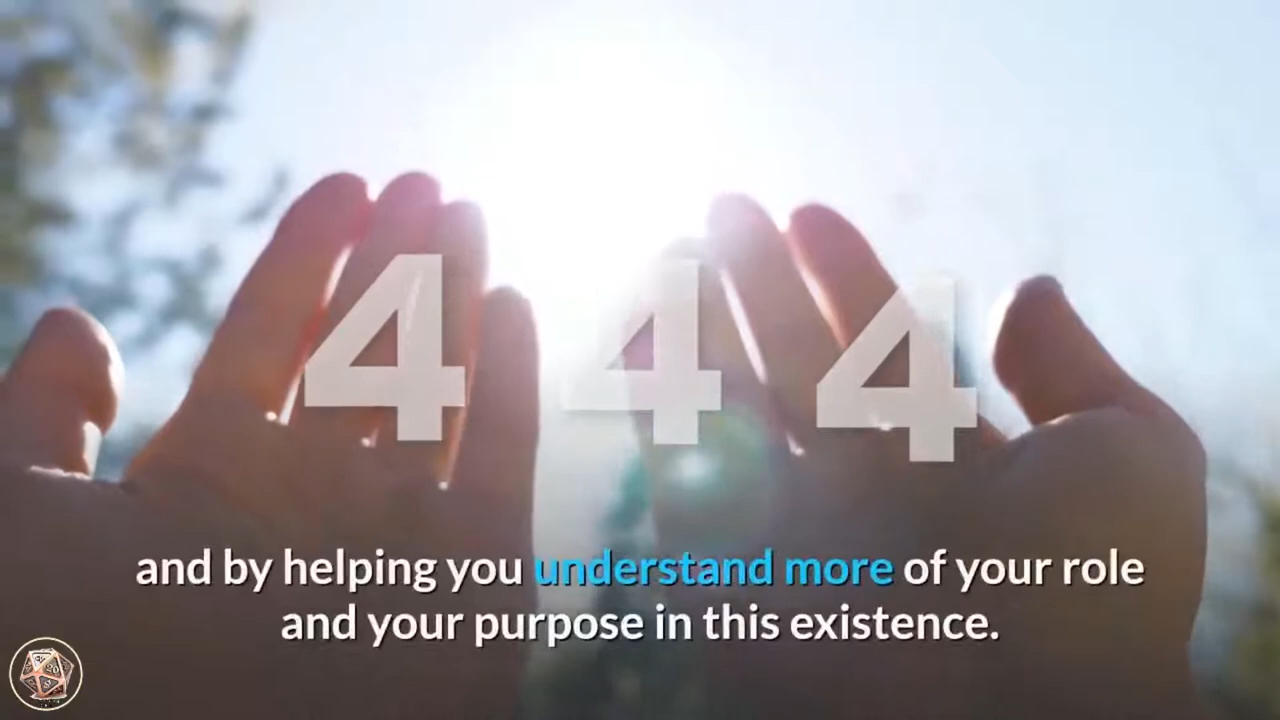 4 4 4
and by helping you understand more of your role
and your purpose in this existence.